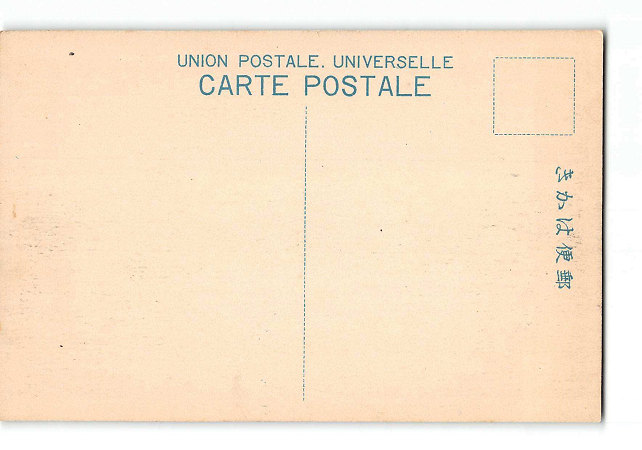 UNION POSTALE. UNIVERSELLE
CARTE POSTALE
きかは便郵